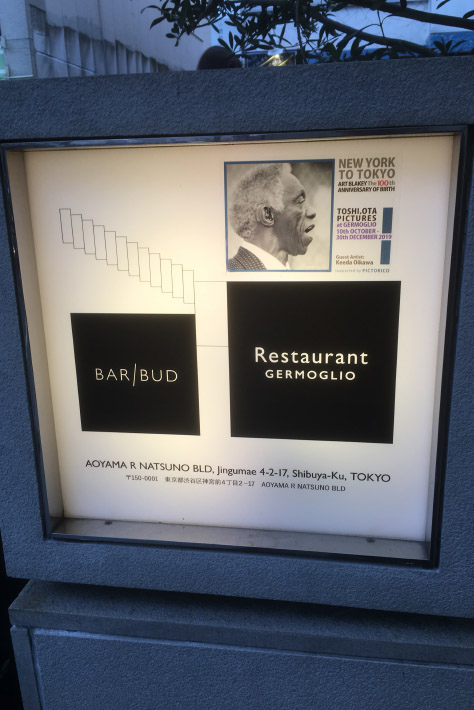 NEW YORK
TO TOKYO
ART BLAKEY The 100th
ANNIVERSARY OF BIRTH
TOSHI.OTA
PICTURES
at GERMOGLIO
10th OCTOBER -
30th DECEMBER 2019
Guest Artist:
Keeda Oikawa
PICTORICO
BAR/BUD
Restaurant
GERMOGLIO
AOYAMA R NATSUNO BLD, Jingumae 4-2-17, Shibuya-Ku, TOKYO
〒150-0001 東京都渋谷区神宮前4丁目2-17 AOYAMA R NATSUNO BLD